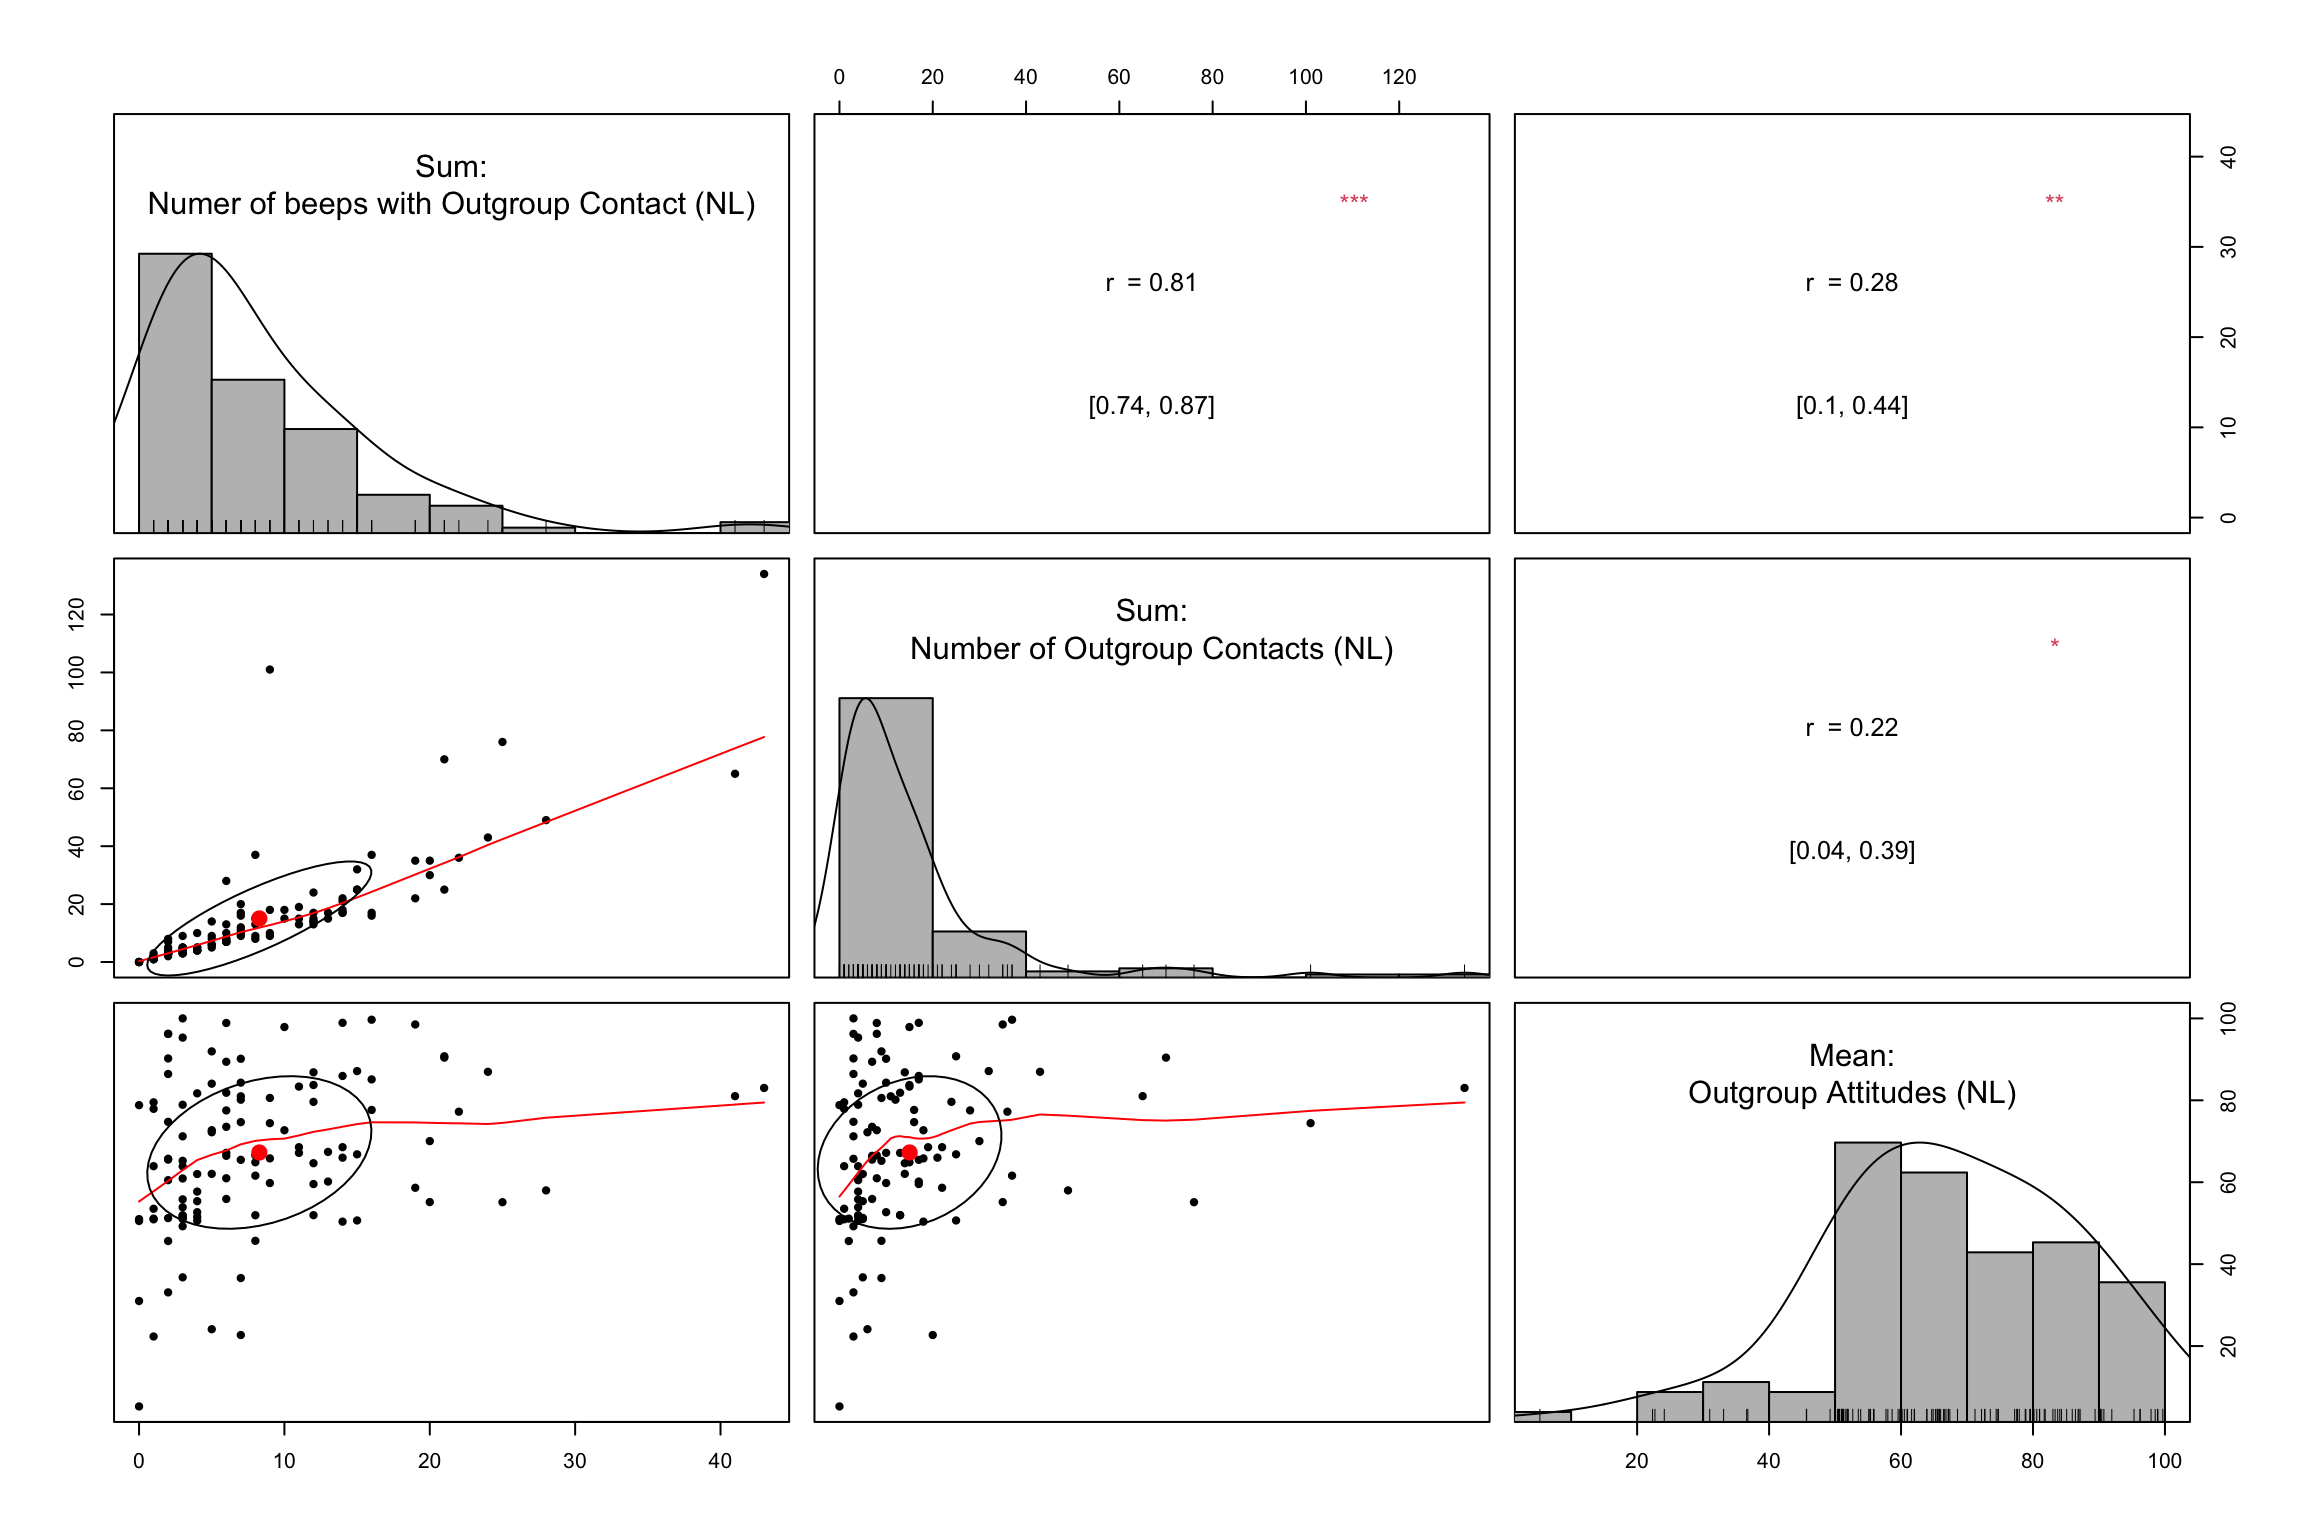 0 20 40 60 80 100 120
Sum:
Numer of beeps with Outgroup Contact (NL)
***
r = 0.81
[0.74, 0.87]
**
r = 0.28
[0.1, 0.44]
0 10 20 30 40
0 20 40 60 80 100 120
Sum:
Number of Outgroup Contacts (NL)
*
r = 0.22
[0.04, 0.39]
Mean:
Outgroup Attitudes (NL)
20 40 60 80 100
0 10 20 30 40
20 40 60 80 100